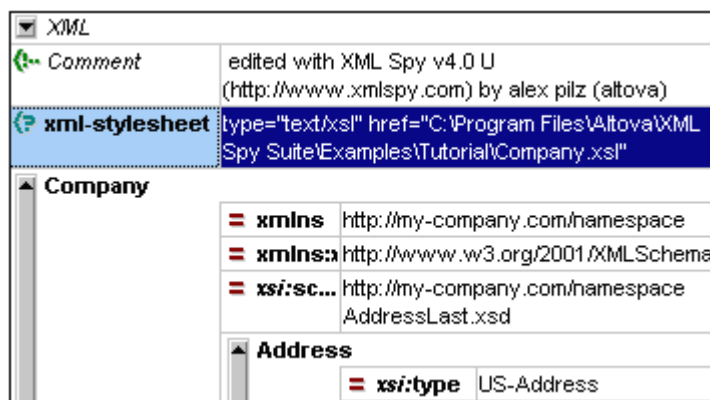 XML
Comment edited with XML Spy v4.0 U
(http://www.xmlspy.com) by alex pilz (altova)
xml-stylesheet type="text/xsl" href="C:\Program Files\Altova\XML
Spy Suite\Examples\Tutorial\Company.xsl"
Company
= xmlns http://my-company.com/namespace
= xmlns:x http://www.w3.org/2001/XMLSchema
= xsi:sc... http://my-company.com/namespace
AddressLast.xsd
Address
= xsi:type US-Address